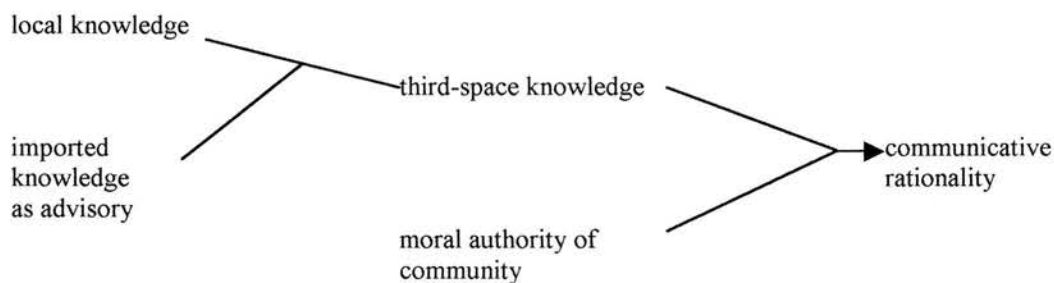 local knowledge
third-space knowledge
imported
knowledge
as advisory
communicative
rationality
moral authority of
community